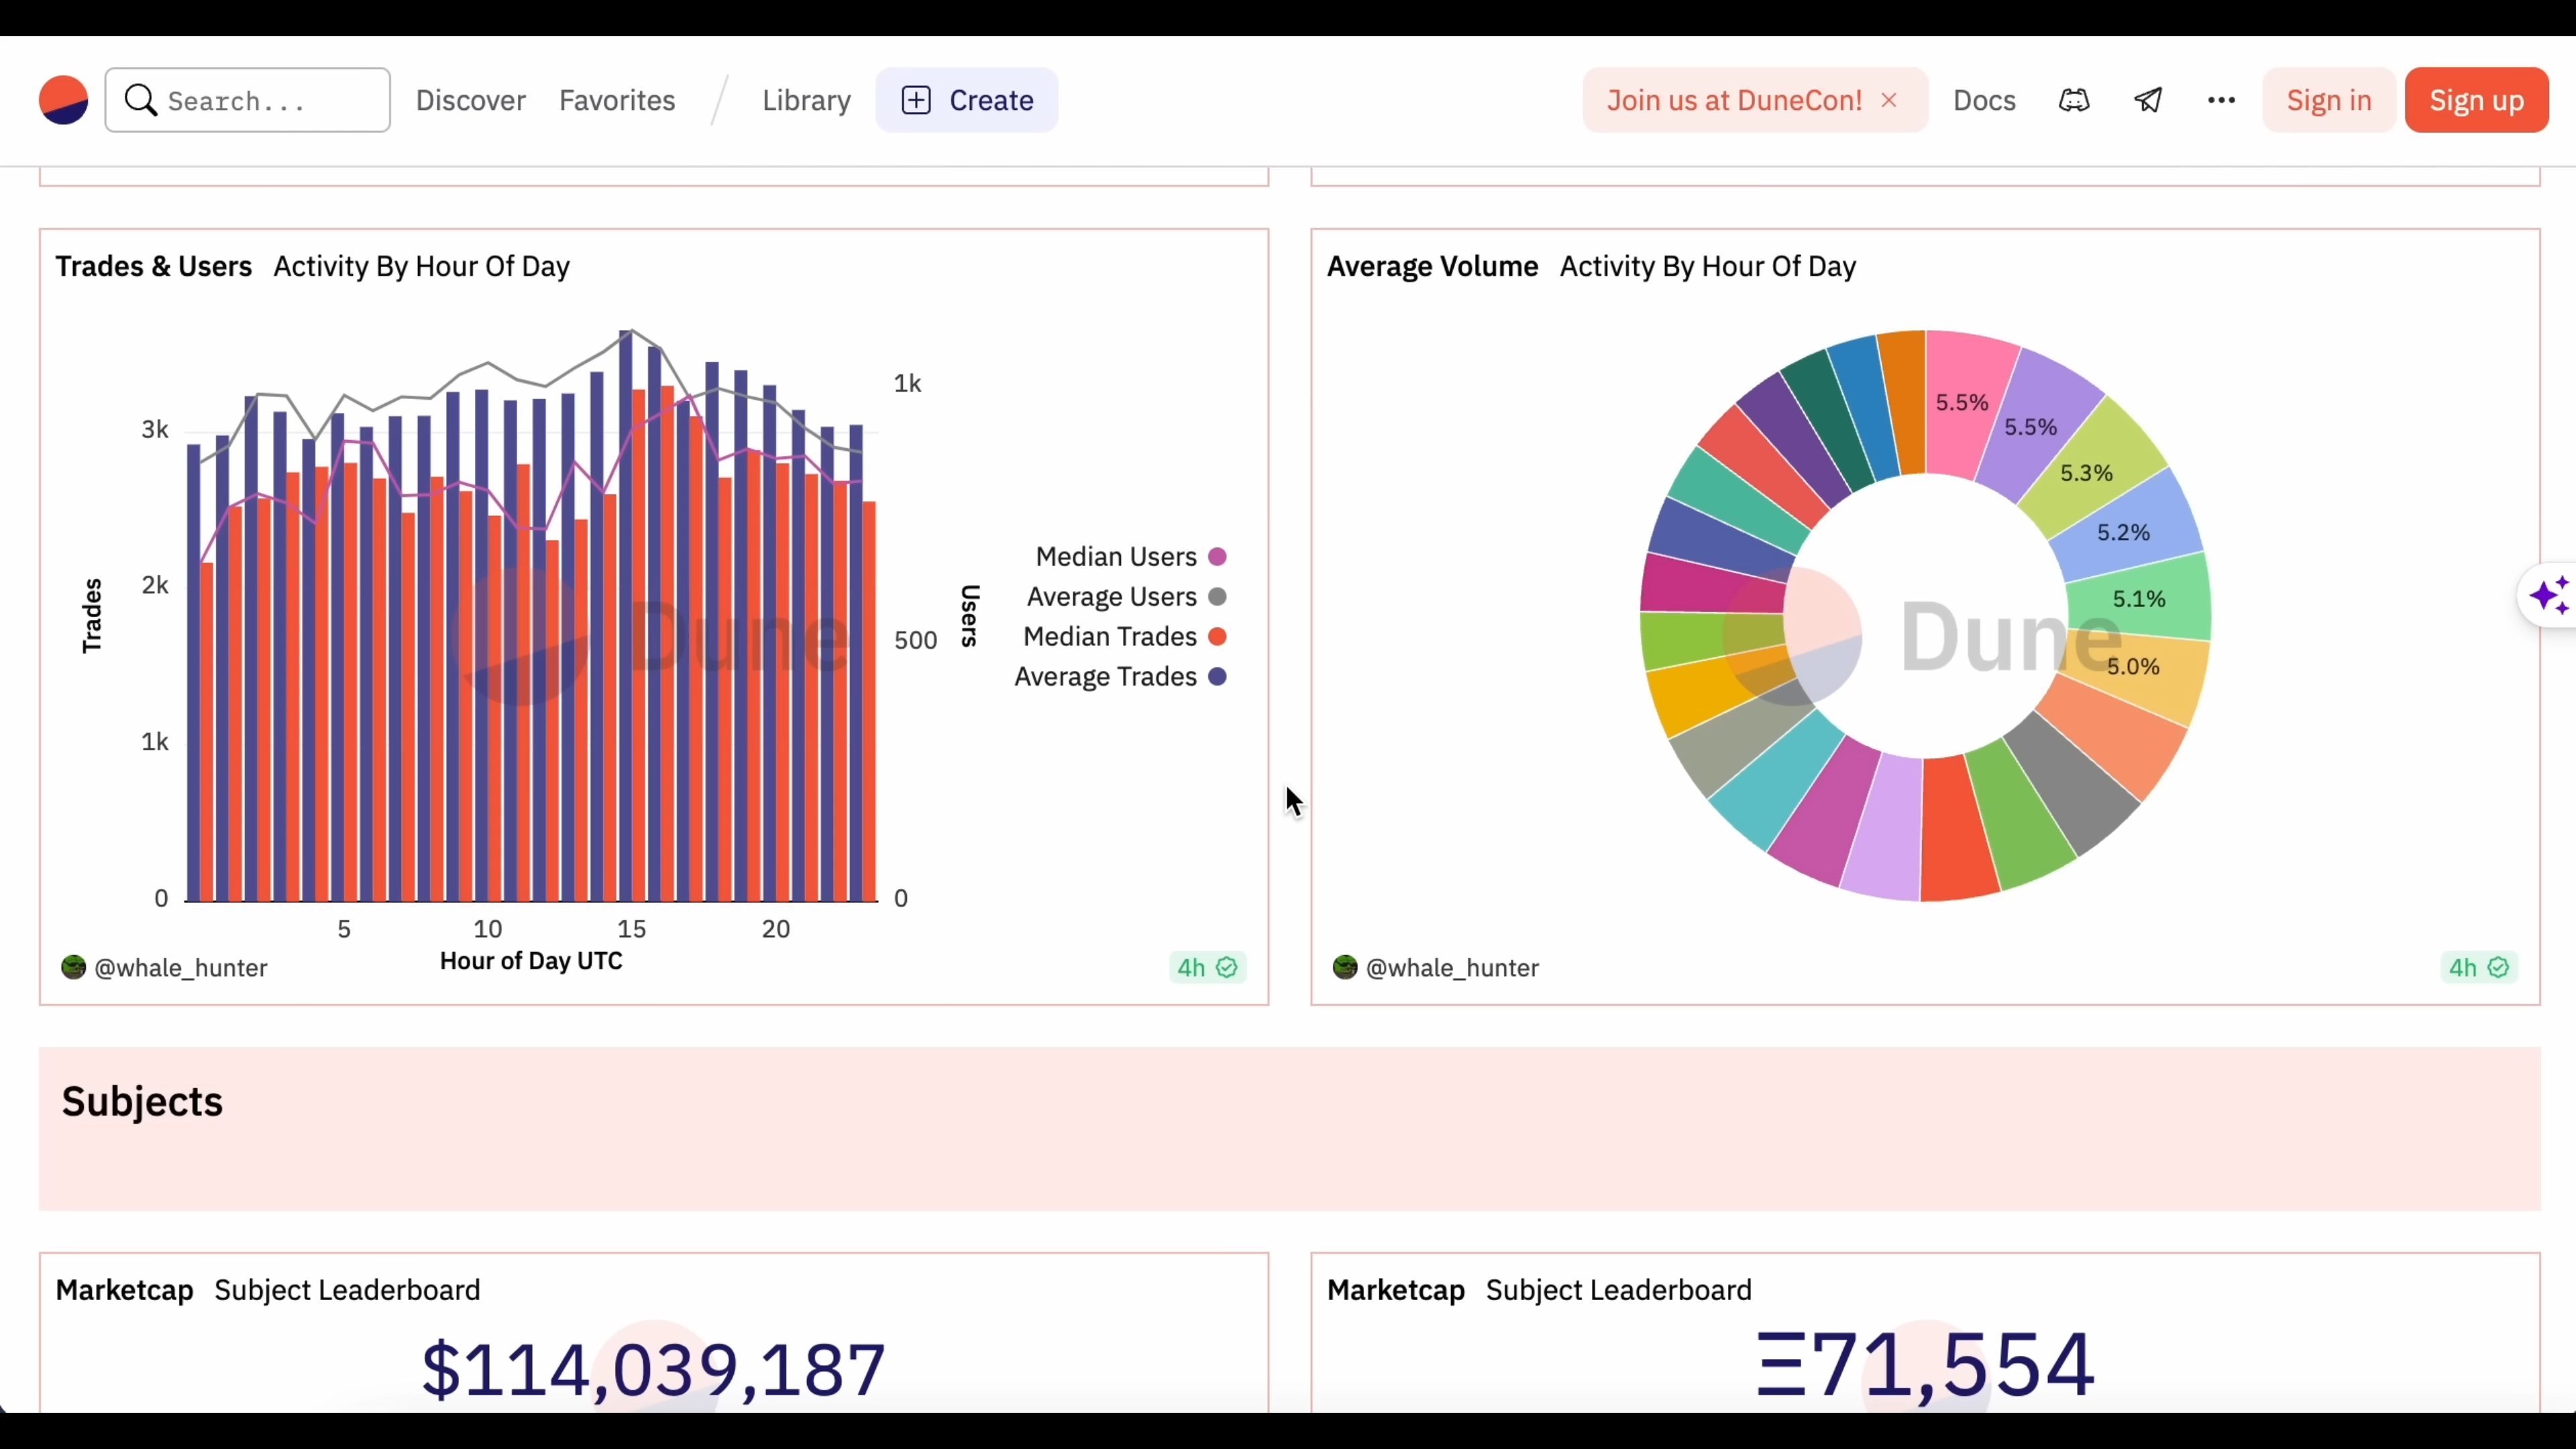 Search...
Discover
Favorites
Library
Create
Join us at DuneCon!
Docs
Sign in
Sign up
Trades & Users Activity By Hour Of Day
3k
2k
1k
0
Trades
1k
500
0
Users
5
10
15
20
Hour of Day UTC
Median Users
Average Users
Median Trades
Average Trades
Dune
@whale_hunter
4h
Average Volume Activity By Hour Of Day
5.5%
5.5%
5.3%
5.2%
5.1%
5.0%
Dune
@whale_hunter
4h
Subjects
Marketcap Subject Leaderboard
$114,039,187
Marketcap Subject Leaderboard
Ξ71,554